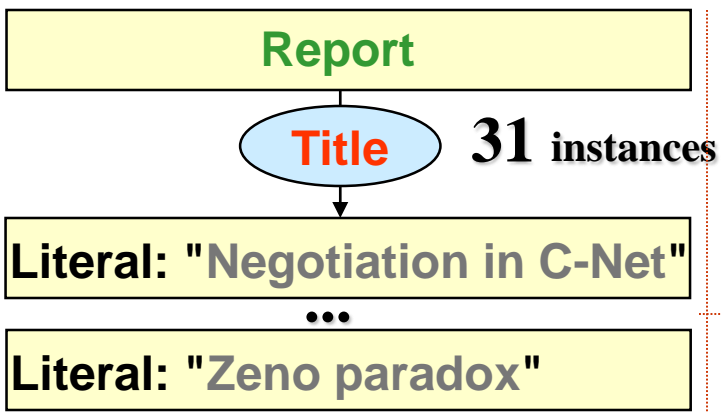 Report
Title 31 instances
Literal: "Negotiation in C-Net"
...
Literal: "Zeno paradox"